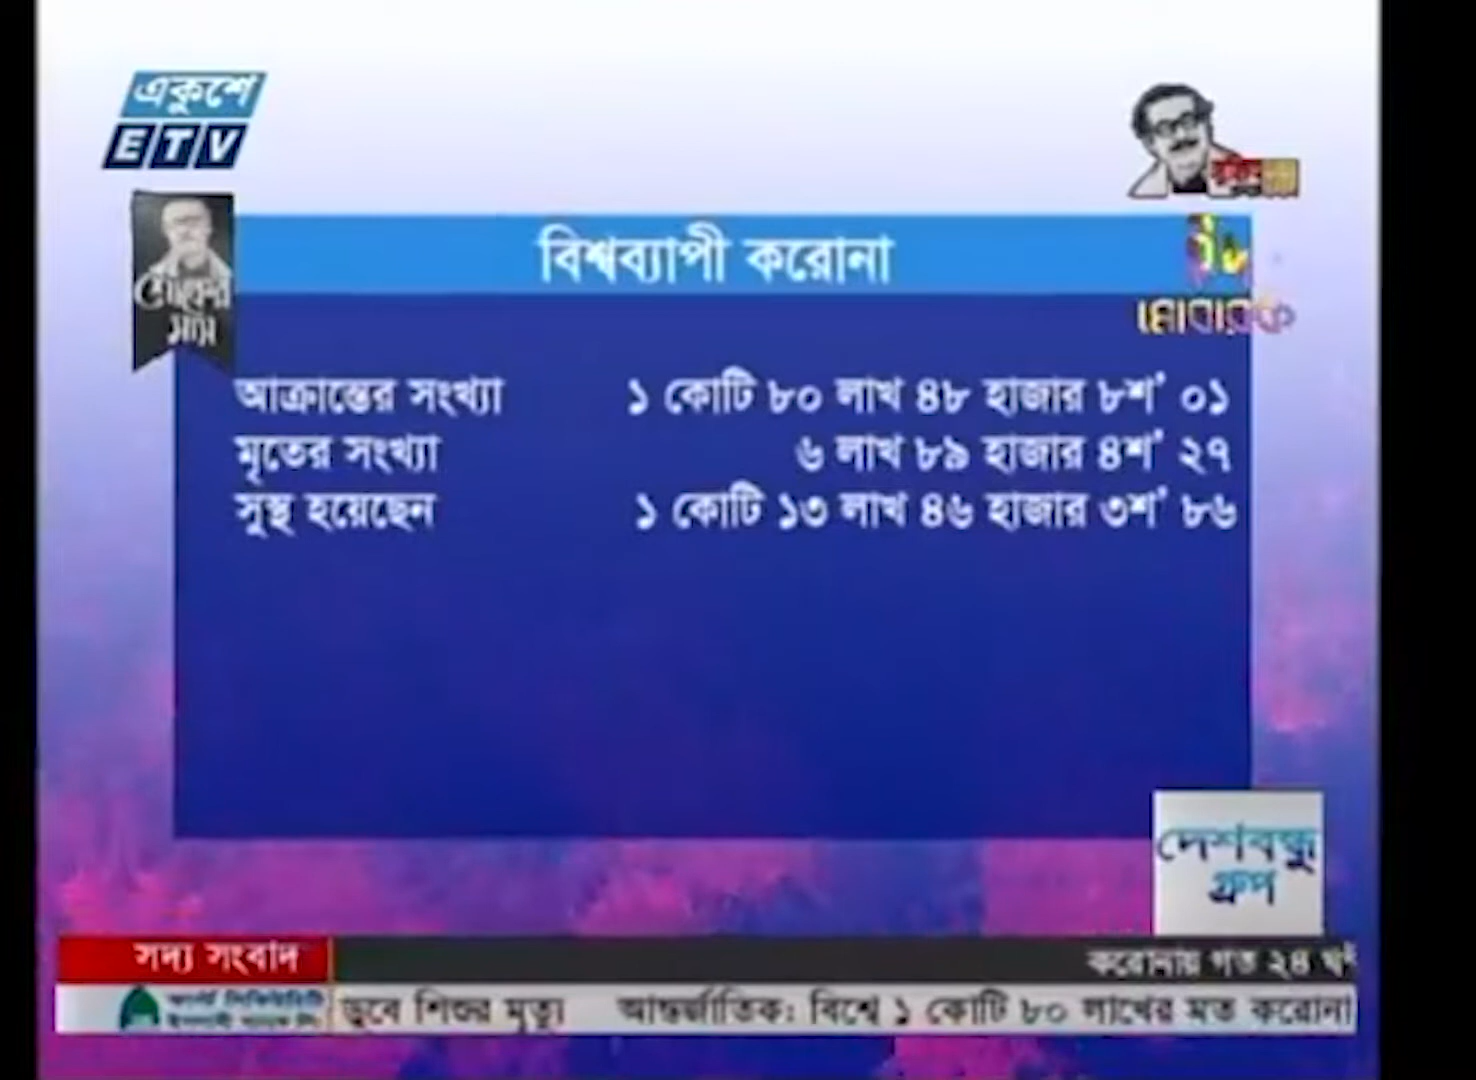 একুশে
ETV
বিশ্বব্যাপী করোনা
শোকের
মাস
মোবারক
আক্রান্তের সংখ্যা ১ কোটি ৮০ লাখ ৪৮ হাজার ৮শ' ০১
মৃতের সংখ্যা ৬ লাখ ৮৯ হাজার ৪শ' ২৭
সুস্থ হয়েছেন ১ কোটি ১৩ লাখ ৪৬ হাজার ৩শ' ৮৬
দেশবন্ধু
গ্রুপ
সদ্য সংবাদ করোনায় গত ২৪
ডুবে শিশুর মৃত্যু আন্তর্জাতিক: বিশ্বে ১ কোটি ৮০ লাখের মত করোনা